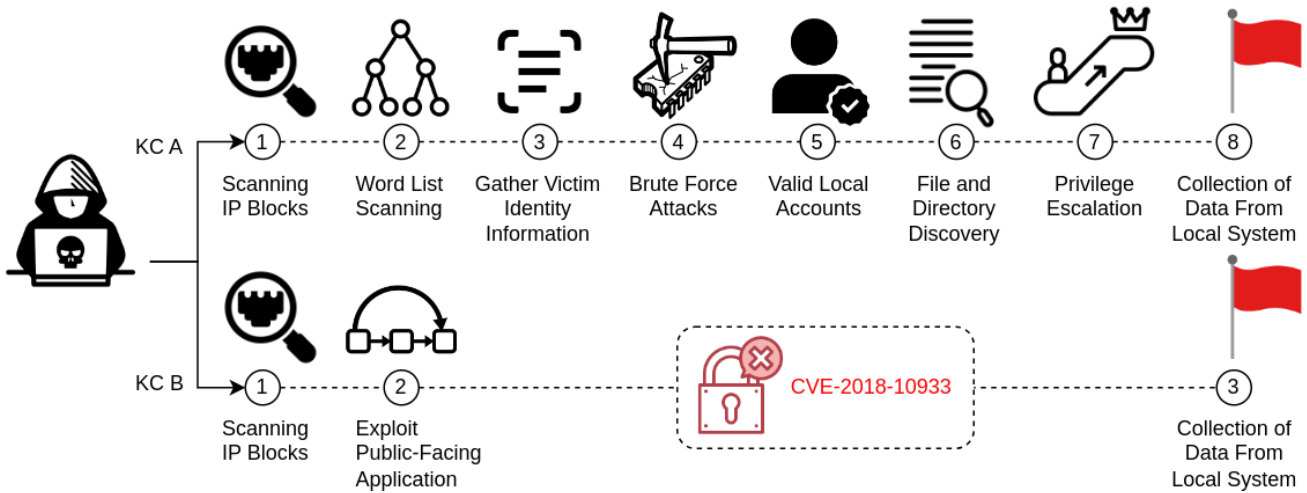 KC A
1
2
3
4
5
6
7
8
Scanning
IP Blocks
Word List
Scanning
Gather Victim
Identity
Information
Brute Force
Attacks
Valid Local
Accounts
File and
Directory
Discovery
Privilege
Escalation
Collection of
Data From
Local System
KC B
1
2
CVE-2018-10933
3
Scanning
IP Blocks
Exploit
Public-Facing
Application
Collection of
Data From
Local System